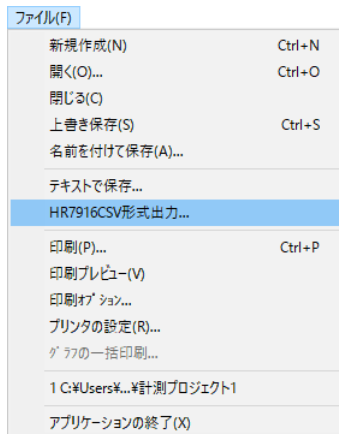 ファイル(F)
新規作成(N) Ctrl+N
開く(O)... Ctrl+O
閉じる(C)
上書き保存(S) Ctrl+S
名前を付けて保存(A)...
テキストで保存...
HR7916CSV形式出力...
印刷(P)... Ctrl+P
印刷プレビュー(V)
印刷ｵﾌﾟｼｮﾝ...
プリンタの設定(R)...
ｸﾞﾗﾌの一括印刷...
1 C:¥Users¥...¥計測プロジェクト1
アプリケーションの終了(X)